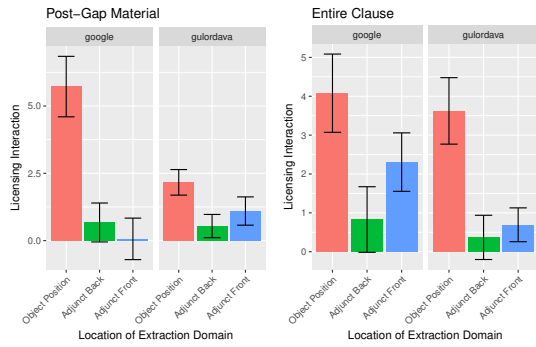 Post−Gap Material
google
gulordava
Licensing Interaction
5.0
2.5
0.0
Object Position
Adjunct Back
Adjunct Front
Object Position
Adjunct Back
Adjunct Front
Location of Extraction Domain
Entire Clause
google
gulordava
Licensing Interaction
5
4
3
2
1
0
Object Position
Adjunct Back
Adjunct Front
Object Position
Adjunct Back
Adjunct Front
Location of Extraction Domain